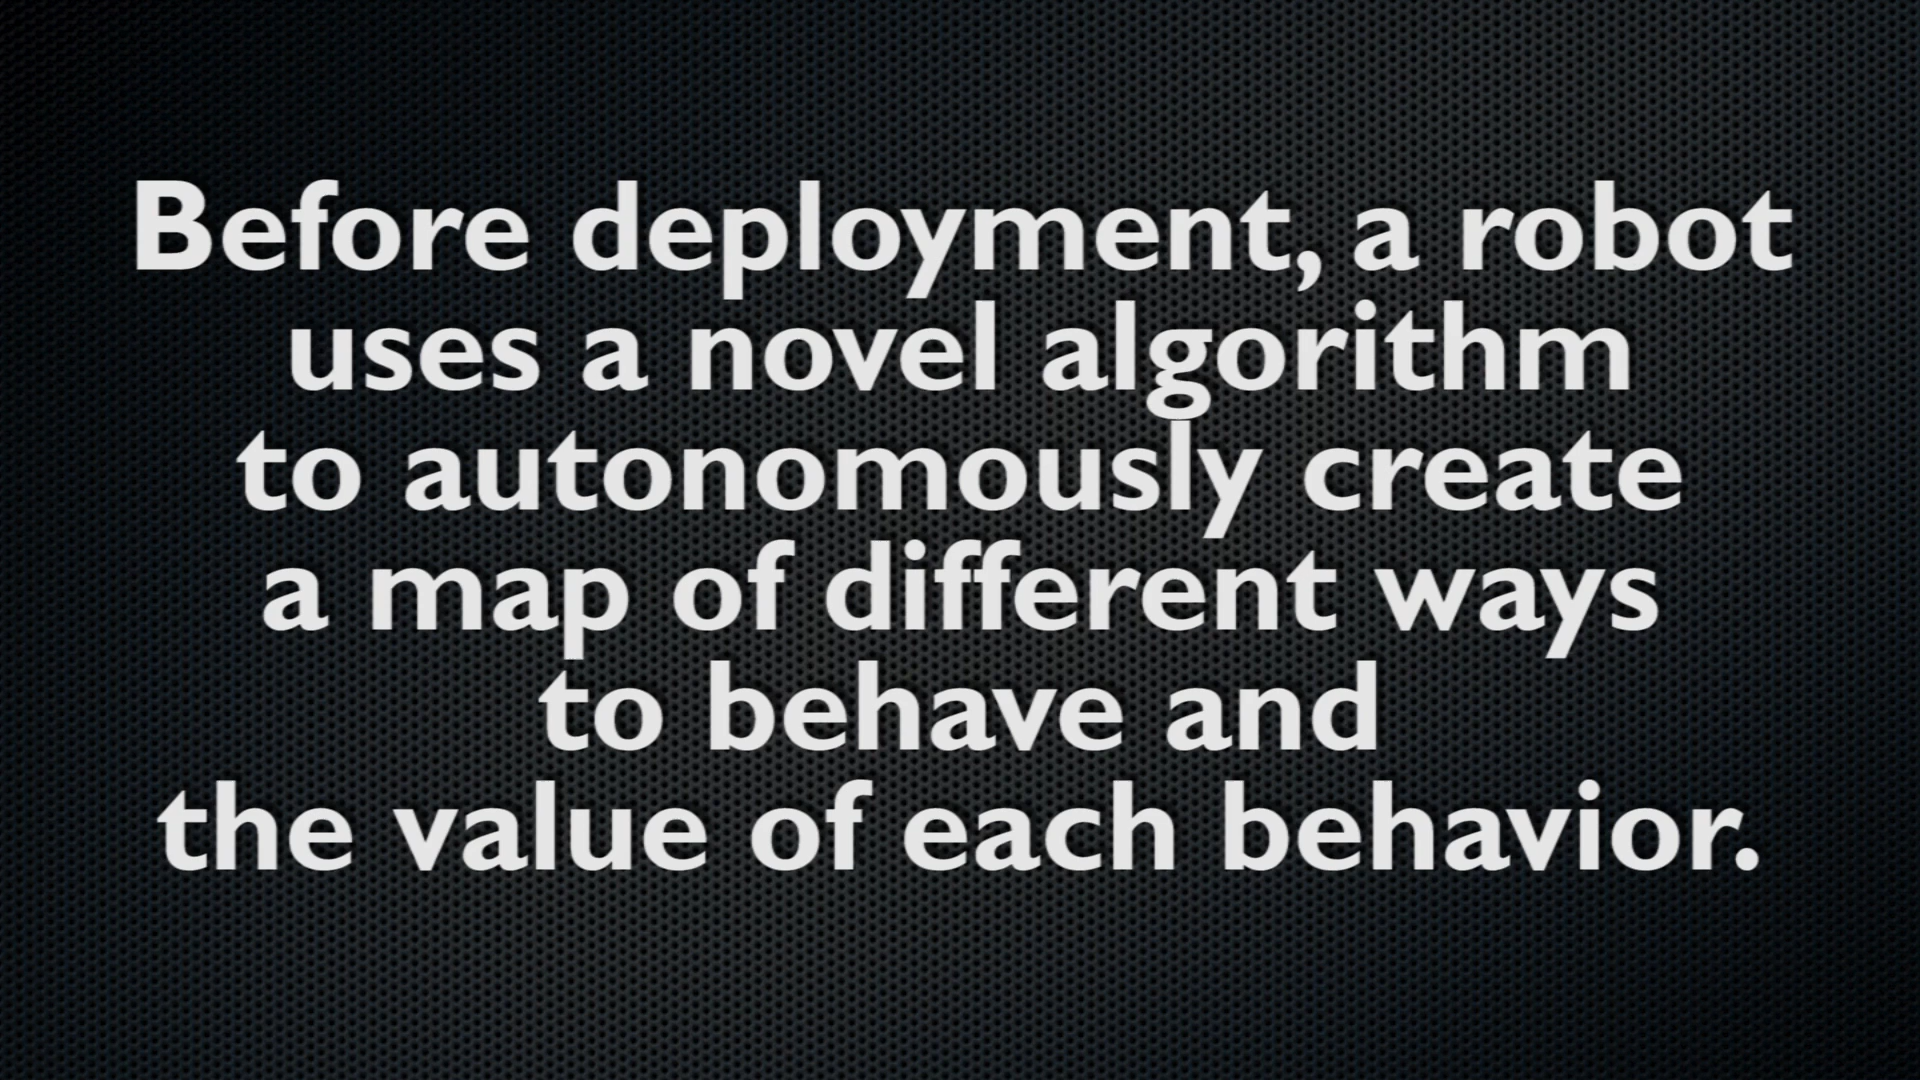 Before deployment, a robot
uses a novel algorithm
to autonomously create
a map of different ways
to behave and
the value of each behavior.